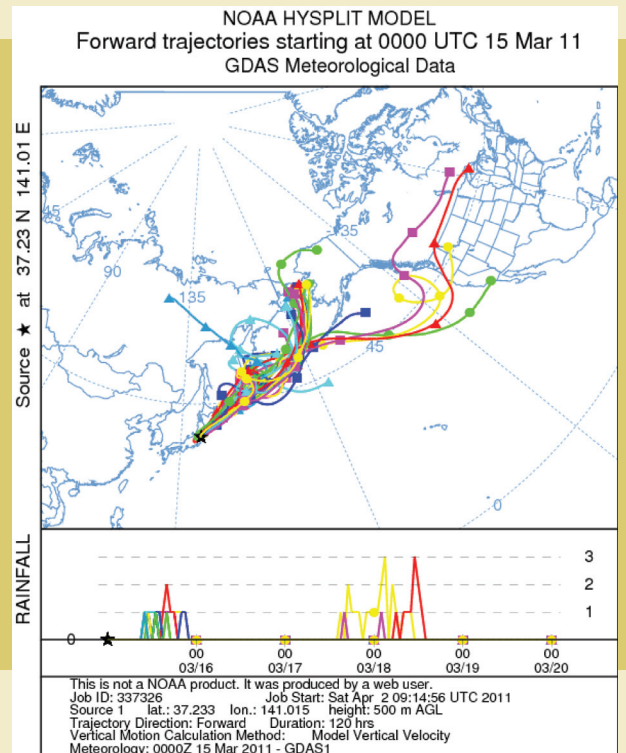 NOAA HYSPLIT MODEL
Forward trajectories starting at 0000 UTC 15 Mar 11
GDAS Meteorological Data
Source ★ at 37.23 N 141.01 E
45
90
135
35
45
0
RAINFALL
3
2
1
0
00 00 00 00 00
03/16 03/17 03/18 03/19 03/20
This is not a NOAA product. It was produced by a web user.
Job ID: 337326 Job Start: Sat Apr 2 09:14:56 UTC 2011
Source 1 lat.: 37.233 lon.: 141.015 height: 500 m AGL
Trajectory Direction: Forward Duration: 120 hrs
Vertical Motion Calculation Method: Model Vertical Velocity
Meteorology: 0000Z 15 Mar 2011 - GDAS1